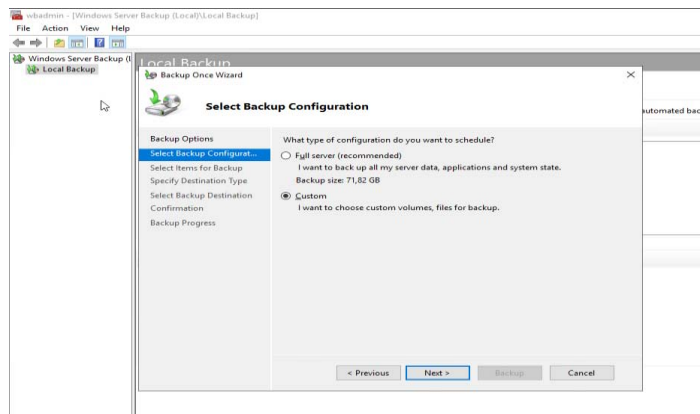 wbadmin - [Windows Server Backup (Local)\Local Backup]
File Action View Help
Windows Server Backup (L
Local Backup
Local Backup
Backup Once Wizard
Select Backup Configuration
Backup Options
Select Backup Configurat...
Select Items for Backup
Specify Destination Type
Select Backup Destination
Confirmation
Backup Progress
What type of configuration do you want to schedule?
Full server (recommended)
I want to back up all my server data, applications and system state.
Backup size: 71,82 GB
Custom
I want to choose custom volumes, files for backup.
utomated bac
< Previous
Next >
Backup
Cancel